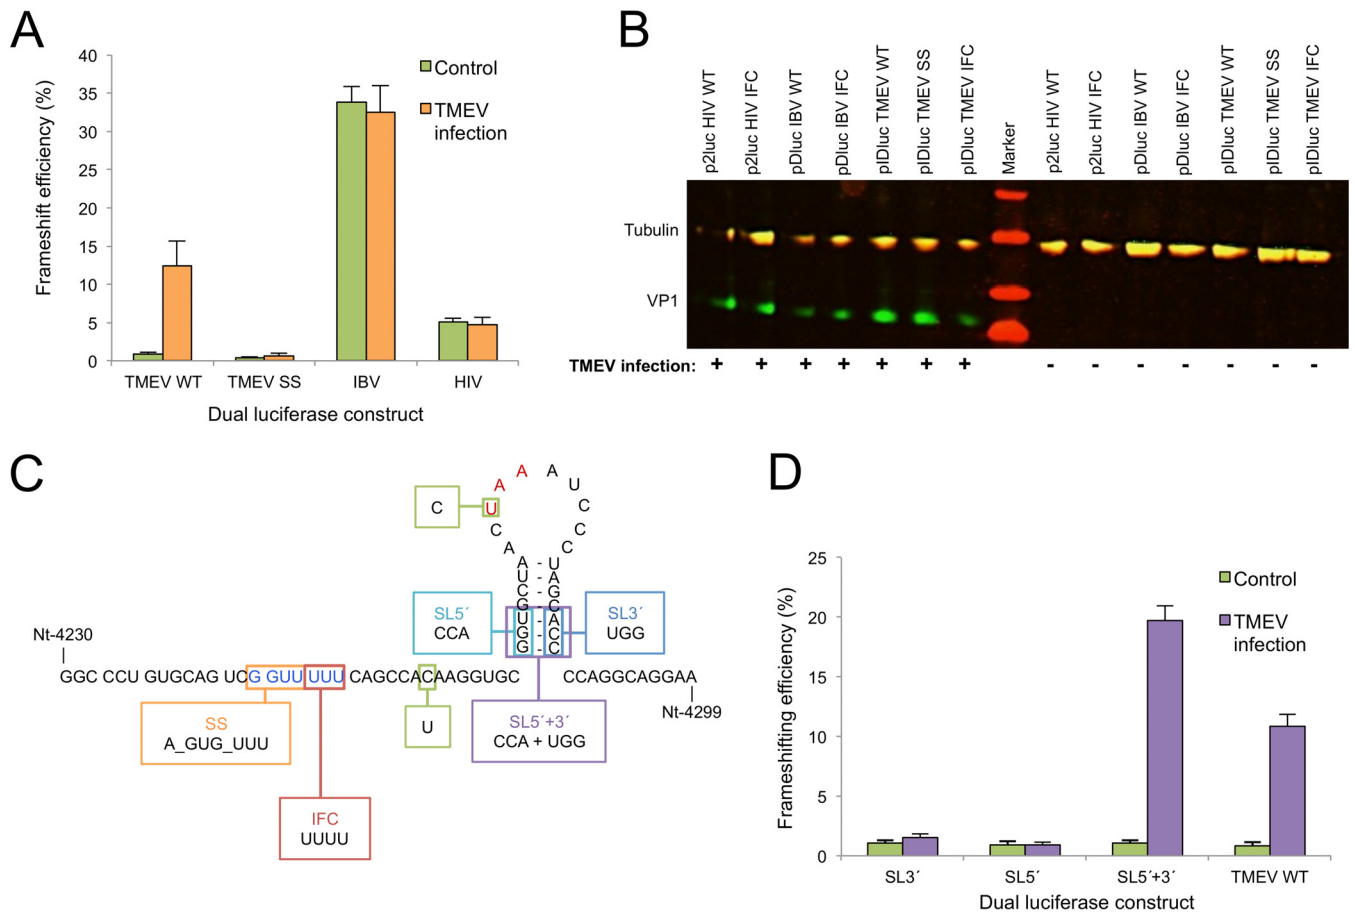 A
40
35
30
25
20
15
10
5
0
Frameshift efficiency (%)
Control
TMEV
infection
TMEV WT
TMEV SS
IBV
HIV
Dual luciferase construct
B
p2luc HIV WT
p2luc HIV IFC
pDluc IBV WT
pDluc IBV IFC
pIDluc TMEV WT
pIDluc TMEV SS
pIDluc TMEV IFC
Marker
p2luc HIV WT
p2luc HIV IFC
pDluc IBV WT
pDluc IBV IFC
pIDluc TMEV WT
pIDluc TMEV SS
pIDluc TMEV IFC
Tubulin
VP1
TMEV infection: + + + + + + + - - - - - - -
C
A A A U
C U C
C C
A C
A - U
U - A
C - G
G - C
SL5´
CCA
U - A
G - C
G - C
SL3´
UGG
Nt-4230
GGC CCU GUGCAG UCG GUU UUU CAGCCACAAGGUGC CCAGGCAGGAA
Nt-4299
SS
A_GUG_UUU
U
SL5´+3´
CCA + UGG
IFC
UUUU
D
25
20
15
10
5
0
Frameshifting efficiency (%)
Control
TMEV
infection
SL3´
SL5´
SL5´+3´
TMEV WT
Dual luciferase construct